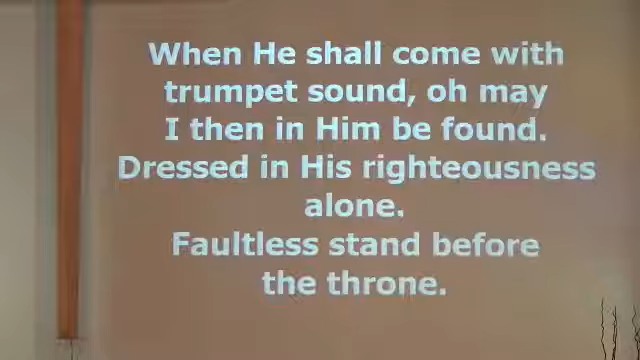 When He shall come with
trumpet sound, oh may
I then in Him be found.
Dressed in His righteousness
alone.
Faultless stand before
the throne.